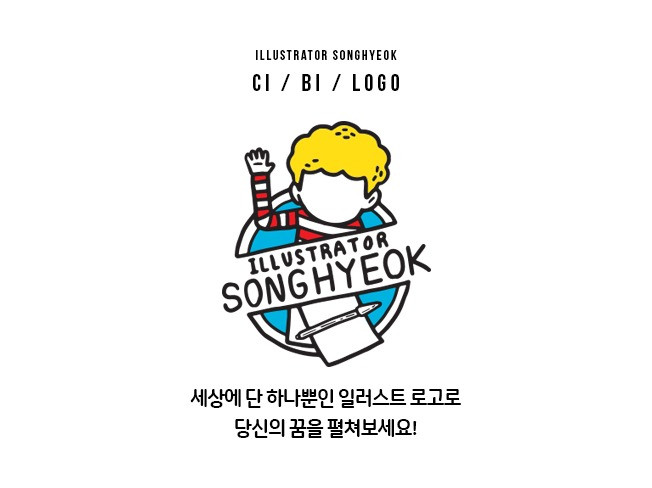 ILLUSTRATOR SONGHYEOK
CI / BI / LOGO
ILLUSTRATOR
SONGHYEOK
세상에 단 하나뿐인 일러스트 로고로
당신의 꿈을 펼쳐보세요!